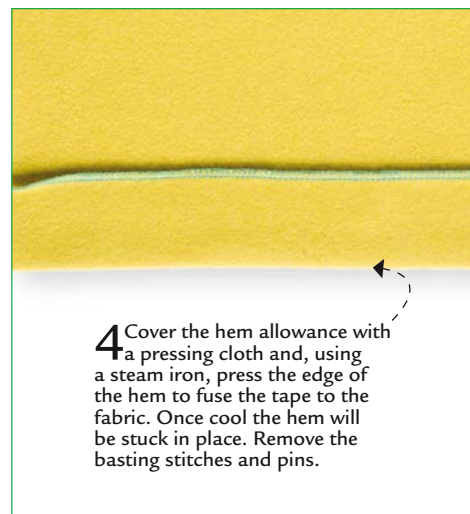 4 Cover the hem allowance with
a pressing cloth and, using
a steam iron, press the edge of
the hem to fuse the tape to the
fabric. Once cool the hem will
be stuck in place. Remove the
basting stitches and pins.